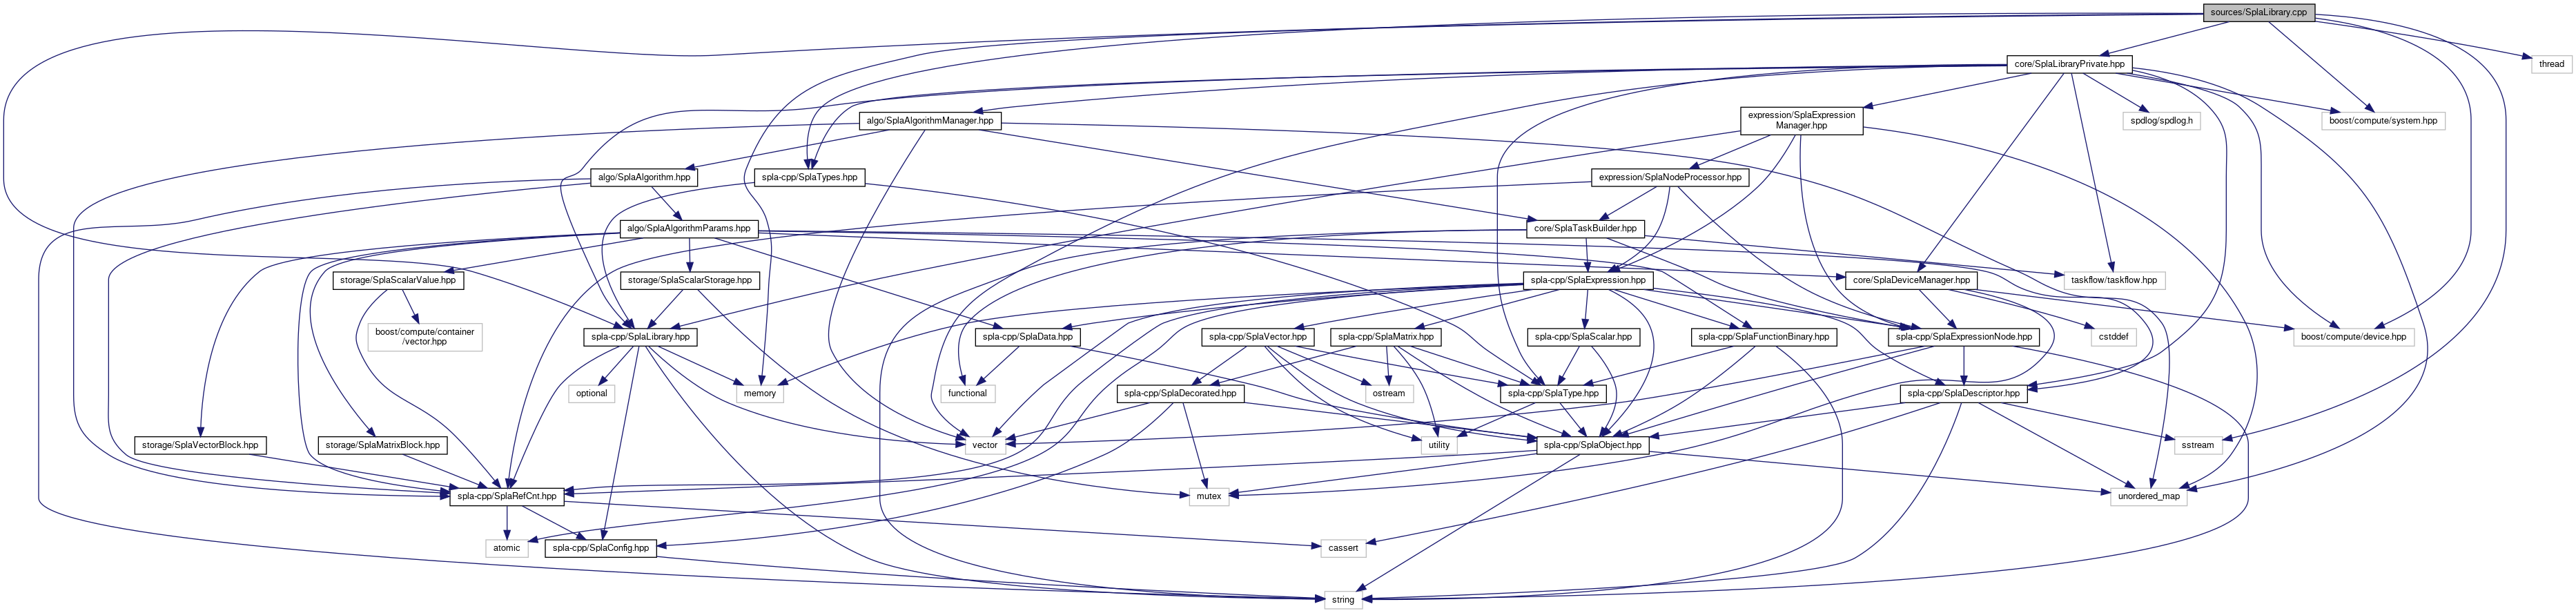 sources/SplaLibrary.cpp
core/SplaLibraryPrivate.hpp
thread
algo/SplaAlgorithmManager.hpp
expression/SplaExpression
Manager.hpp
spdlog/spdlog.h
boost/compute/system.hpp
algo/SplaAlgorithm.hpp
spla-cpp/SplaTypes.hpp
expression/SplaNodeProcessor.hpp
algo/SplaAlgorithmParams.hpp
core/SplaTaskBuilder.hpp
storage/SplaScalarValue.hpp
storage/SplaScalarStorage.hpp
spla-cpp/SplaExpression.hpp
core/SplaDeviceManager.hpp
taskflow/taskflow.hpp
boost/compute/container
/vector.hpp
spla-cpp/SplaLibrary.hpp
spla-cpp/SplaData.hpp
spla-cpp/SplaVector.hpp
spla-cpp/SplaMatrix.hpp
spla-cpp/SplaScalar.hpp
spla-cpp/SplaFunctionBinary.hpp
spla-cpp/SplaExpressionNode.hpp
cstddef
boost/compute/device.hpp
optional
memory
functional
spla-cpp/SplaDecorated.hpp
ostream
spla-cpp/SplaType.hpp
spla-cpp/SplaDescriptor.hpp
storage/SplaVectorBlock.hpp
storage/SplaMatrixBlock.hpp
vector
utility
spla-cpp/SplaObject.hpp
sstream
spla-cpp/SplaRefCnt.hpp
mutex
unordered_map
atomic
spla-cpp/SplaConfig.hpp
cassert
string